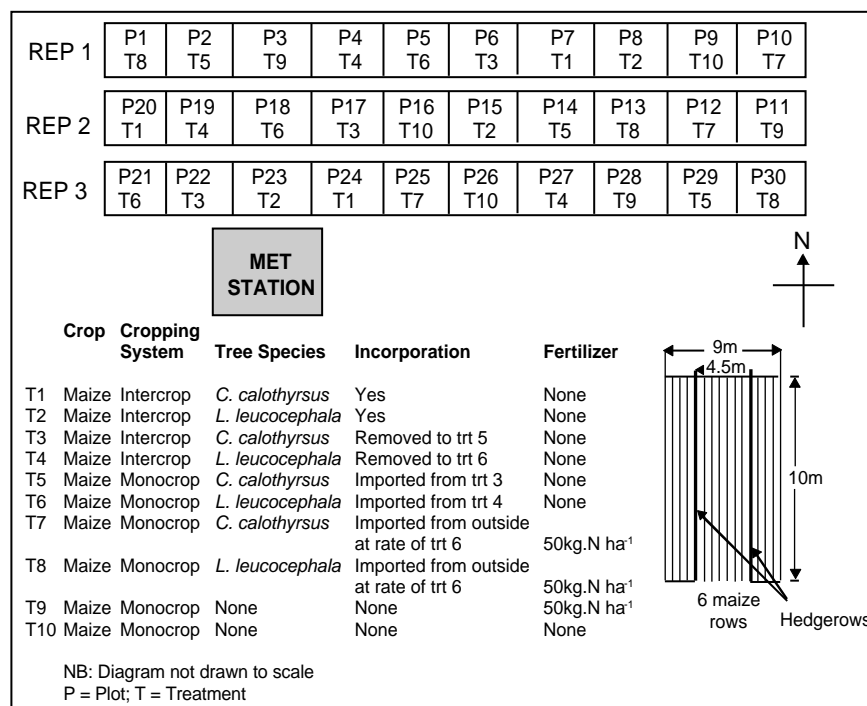 REP 1 P1 P2 P3 P4 P5 P6 P7 P8 P9 P10
T8 T5 T9 T4 T6 T3 T1 T2 T10 T7
REP 2 P20 P19 P18 P17 P16 P15 P14 P13 P12 P11
T1 T4 T6 T3 T10 T2 T5 T8 T7 T9
REP 3 P21 P22 P23 P24 P25 P26 P27 P28 P29 P30
T6 T3 T2 T1 T7 T10 T4 T9 T5 T8
MET
STATION
N
Crop Cropping
System Tree Species Incorporation Fertilizer
T1 Maize Intercrop C. calothyrsus Yes None
T2 Maize Intercrop L. leucocephala Yes None
T3 Maize Intercrop C. calothyrsus Removed to trt 5 None
T4 Maize Intercrop L. leucocephala Removed to trt 6 None
T5 Maize Monocrop C. calothyrsus Imported from trt 3 None
T6 Maize Monocrop L. leucocephala Imported from trt 4 None
T7 Maize Monocrop C. calothyrsus Imported from outside
at rate of trt 6 50kg.N ha⁻¹
T8 Maize Monocrop L. leucocephala Imported from outside
at rate of trt 6 50kg.N ha⁻¹
T9 Maize Monocrop None None 50kg.N ha⁻¹
T10 Maize Monocrop None None None
9m
4.5m
10m
6 maize
rows
Hedgerows
NB: Diagram not drawn to scale
P = Plot; T = Treatment